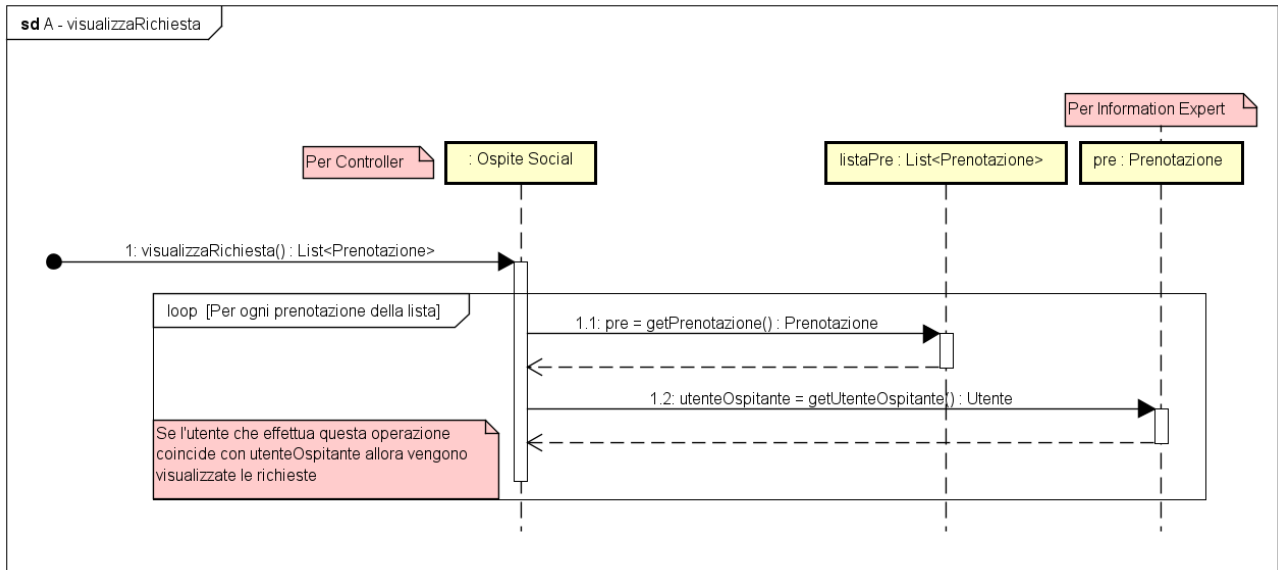 sd A - visualizzaRichiesta
Per Information Expert
Per Controller
: Ospite Social
listaPre : List<Prenotazione>
pre : Prenotazione
1: visualizzaRichiesta() : List<Prenotazione>
loop [Per ogni prenotazione della lista]
1.1: pre = getPrenotazione() : Prenotazione
1.2: utenteOspitante = getUtenteOspitante() : Utente
Se l'utente che effettua questa operazione
coincide con utenteOspitante allora vengono
visualizzate le richieste